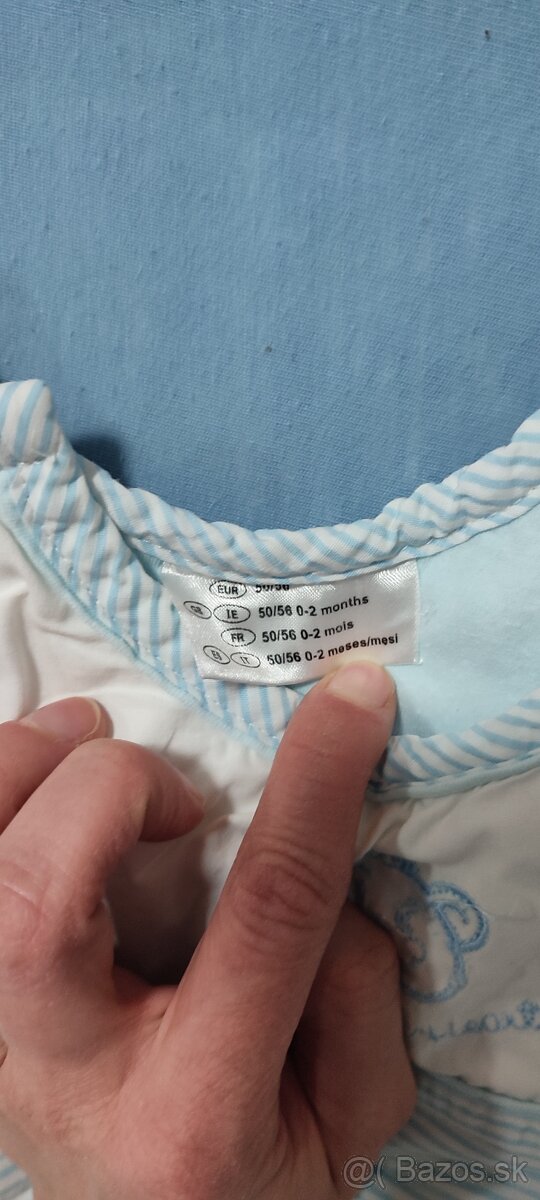 EUR 50/56
GB IE 50/56 0-2 months
FR 50/56 0-2 mois
ES IT 50/56 0-2 meses/mesi
@( Bazos.sk